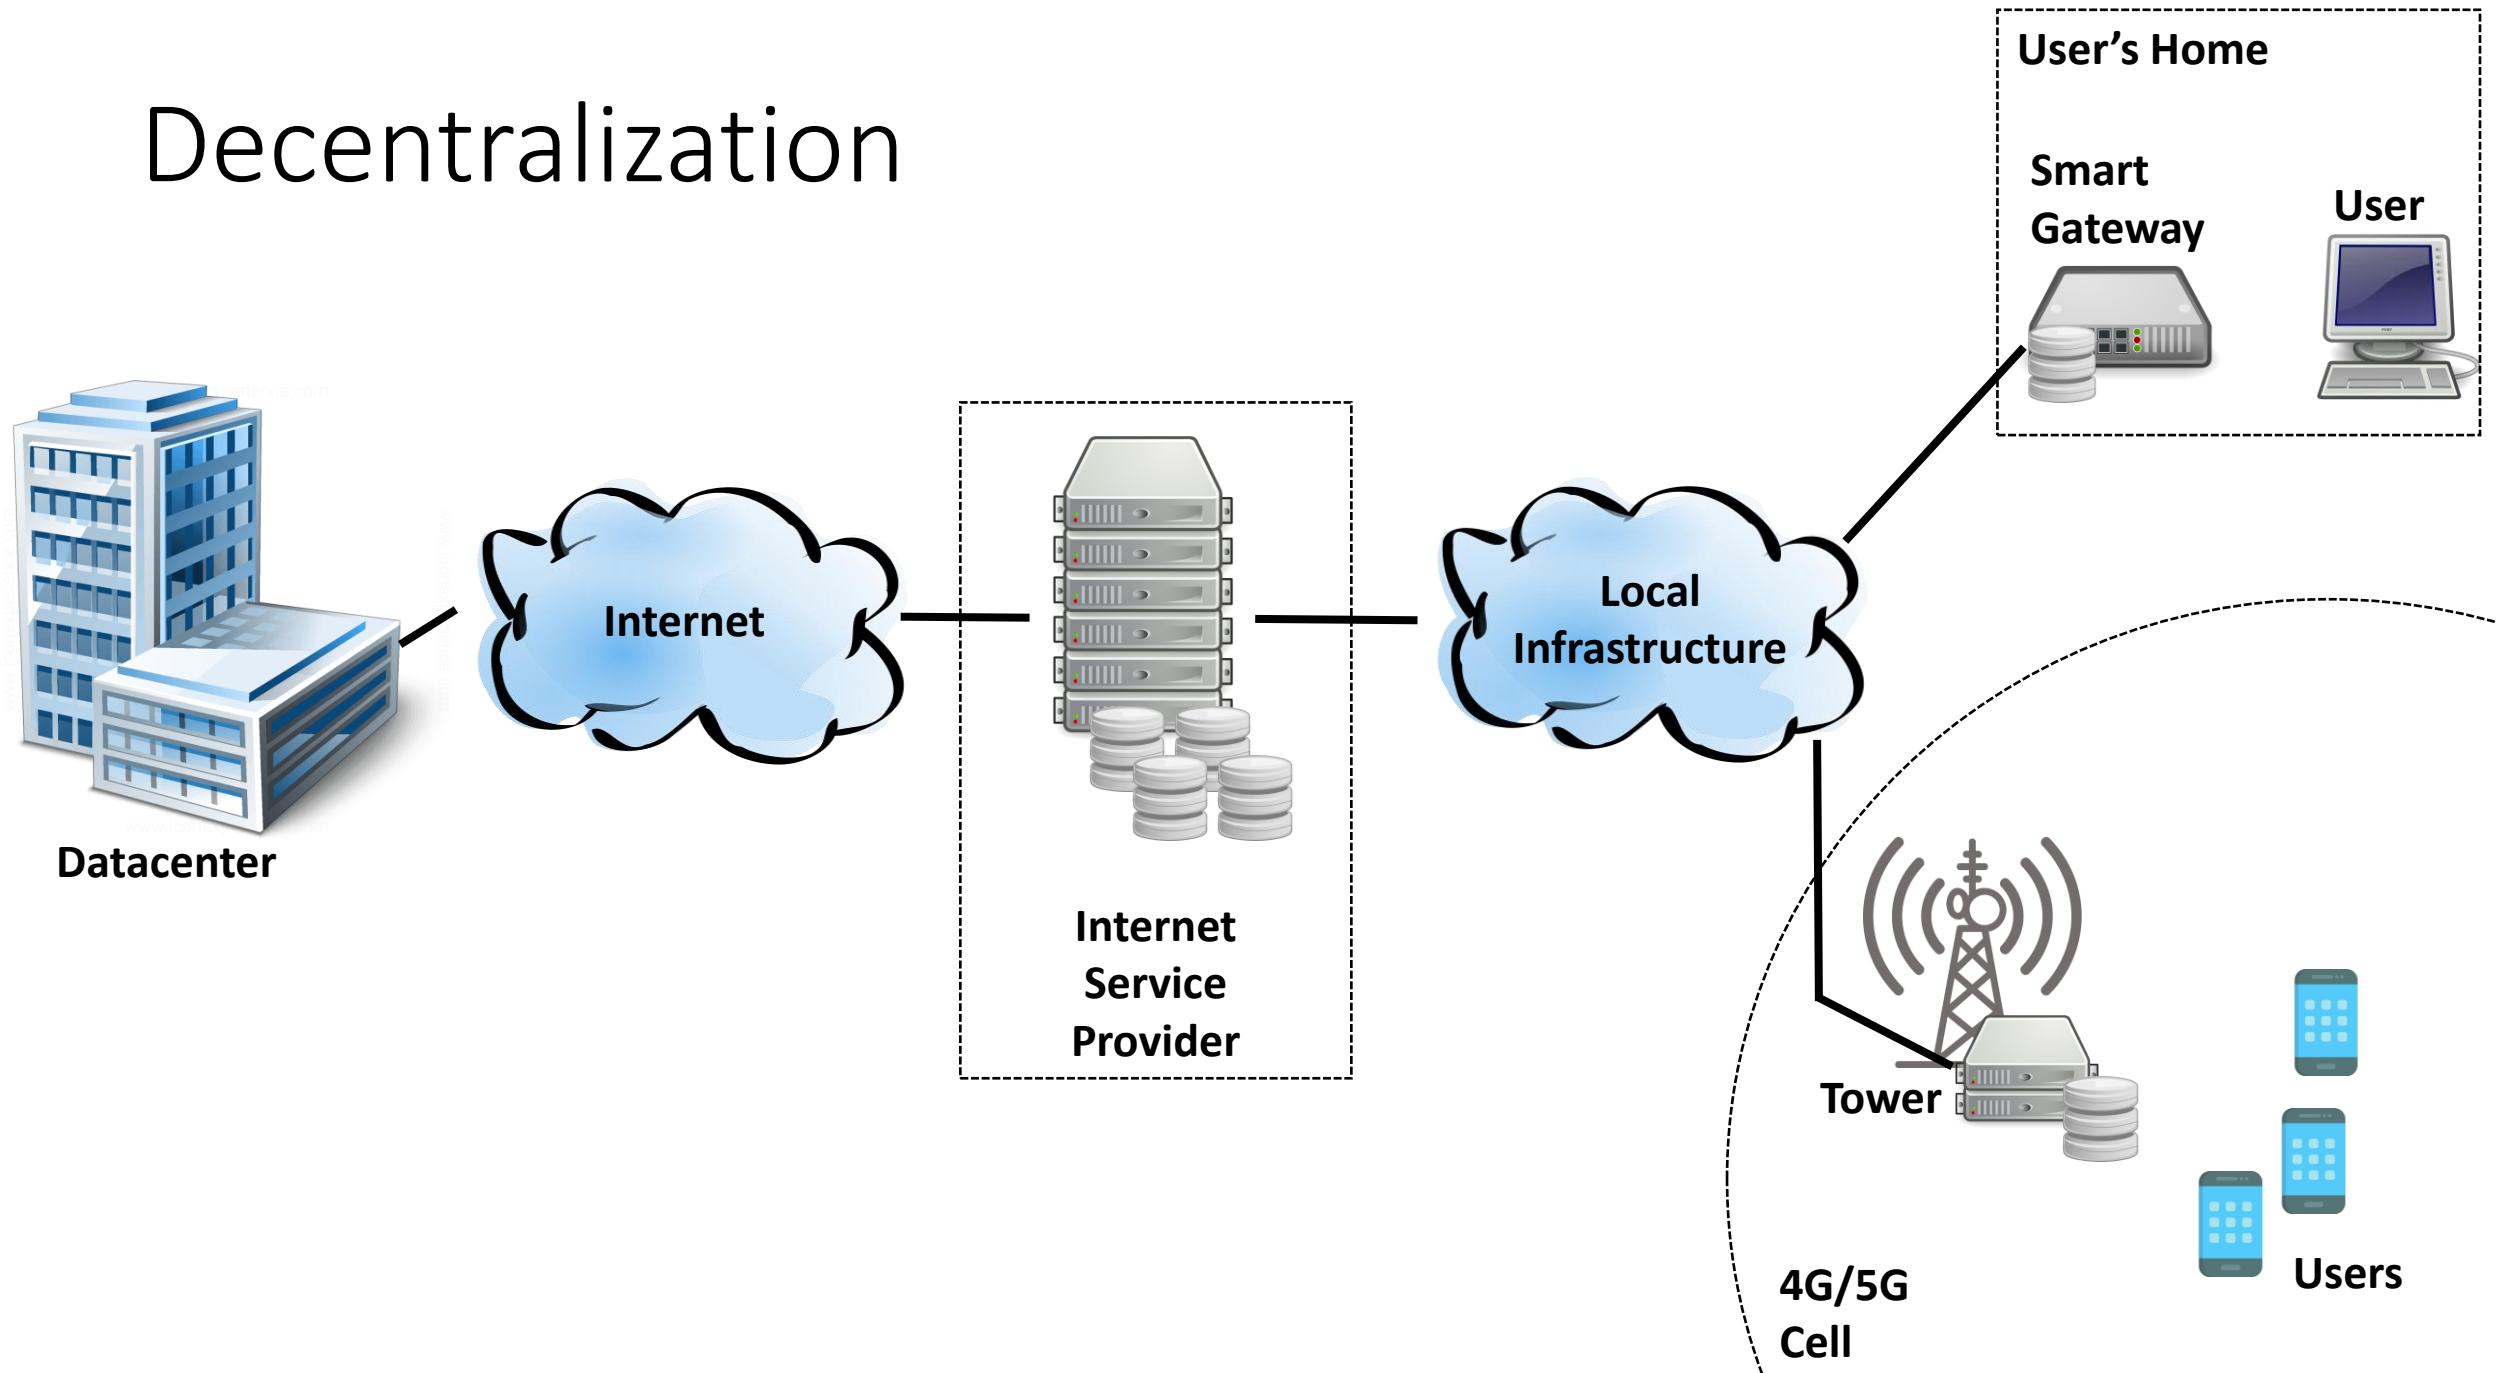 Decentralization
User’s Home
Smart
Gateway
User
Internet
Local
Infrastructure
Datacenter
Internet
Service
Provider
Tower
Users
4G/5G
Cell